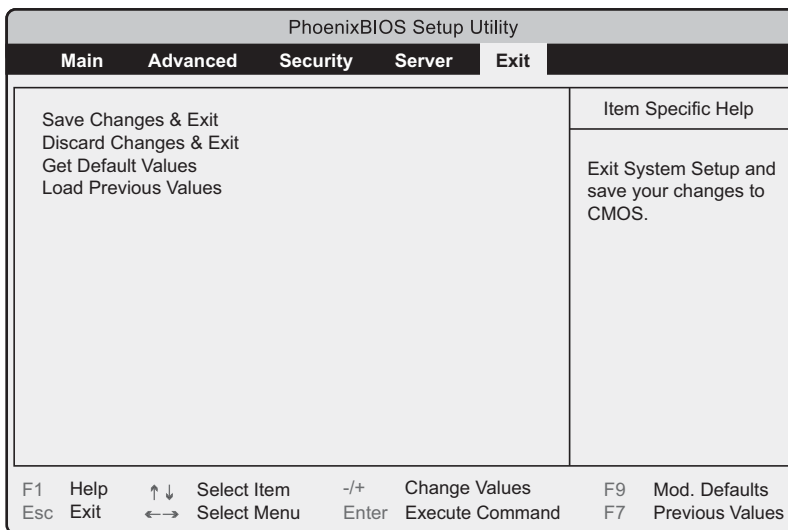 PhoenixBIOS Setup Utility
Main Advanced Security Server Exit
Save Changes & Exit
Discard Changes & Exit
Get Default Values
Load Previous Values
Item Specific Help
Exit System Setup and
save your changes to
CMOS.
F1 Help ↑↓ Select Item -/+ Change Values F9 Mod. Defaults
Esc Exit ←→ Select Menu Enter Execute Command F7 Previous Values